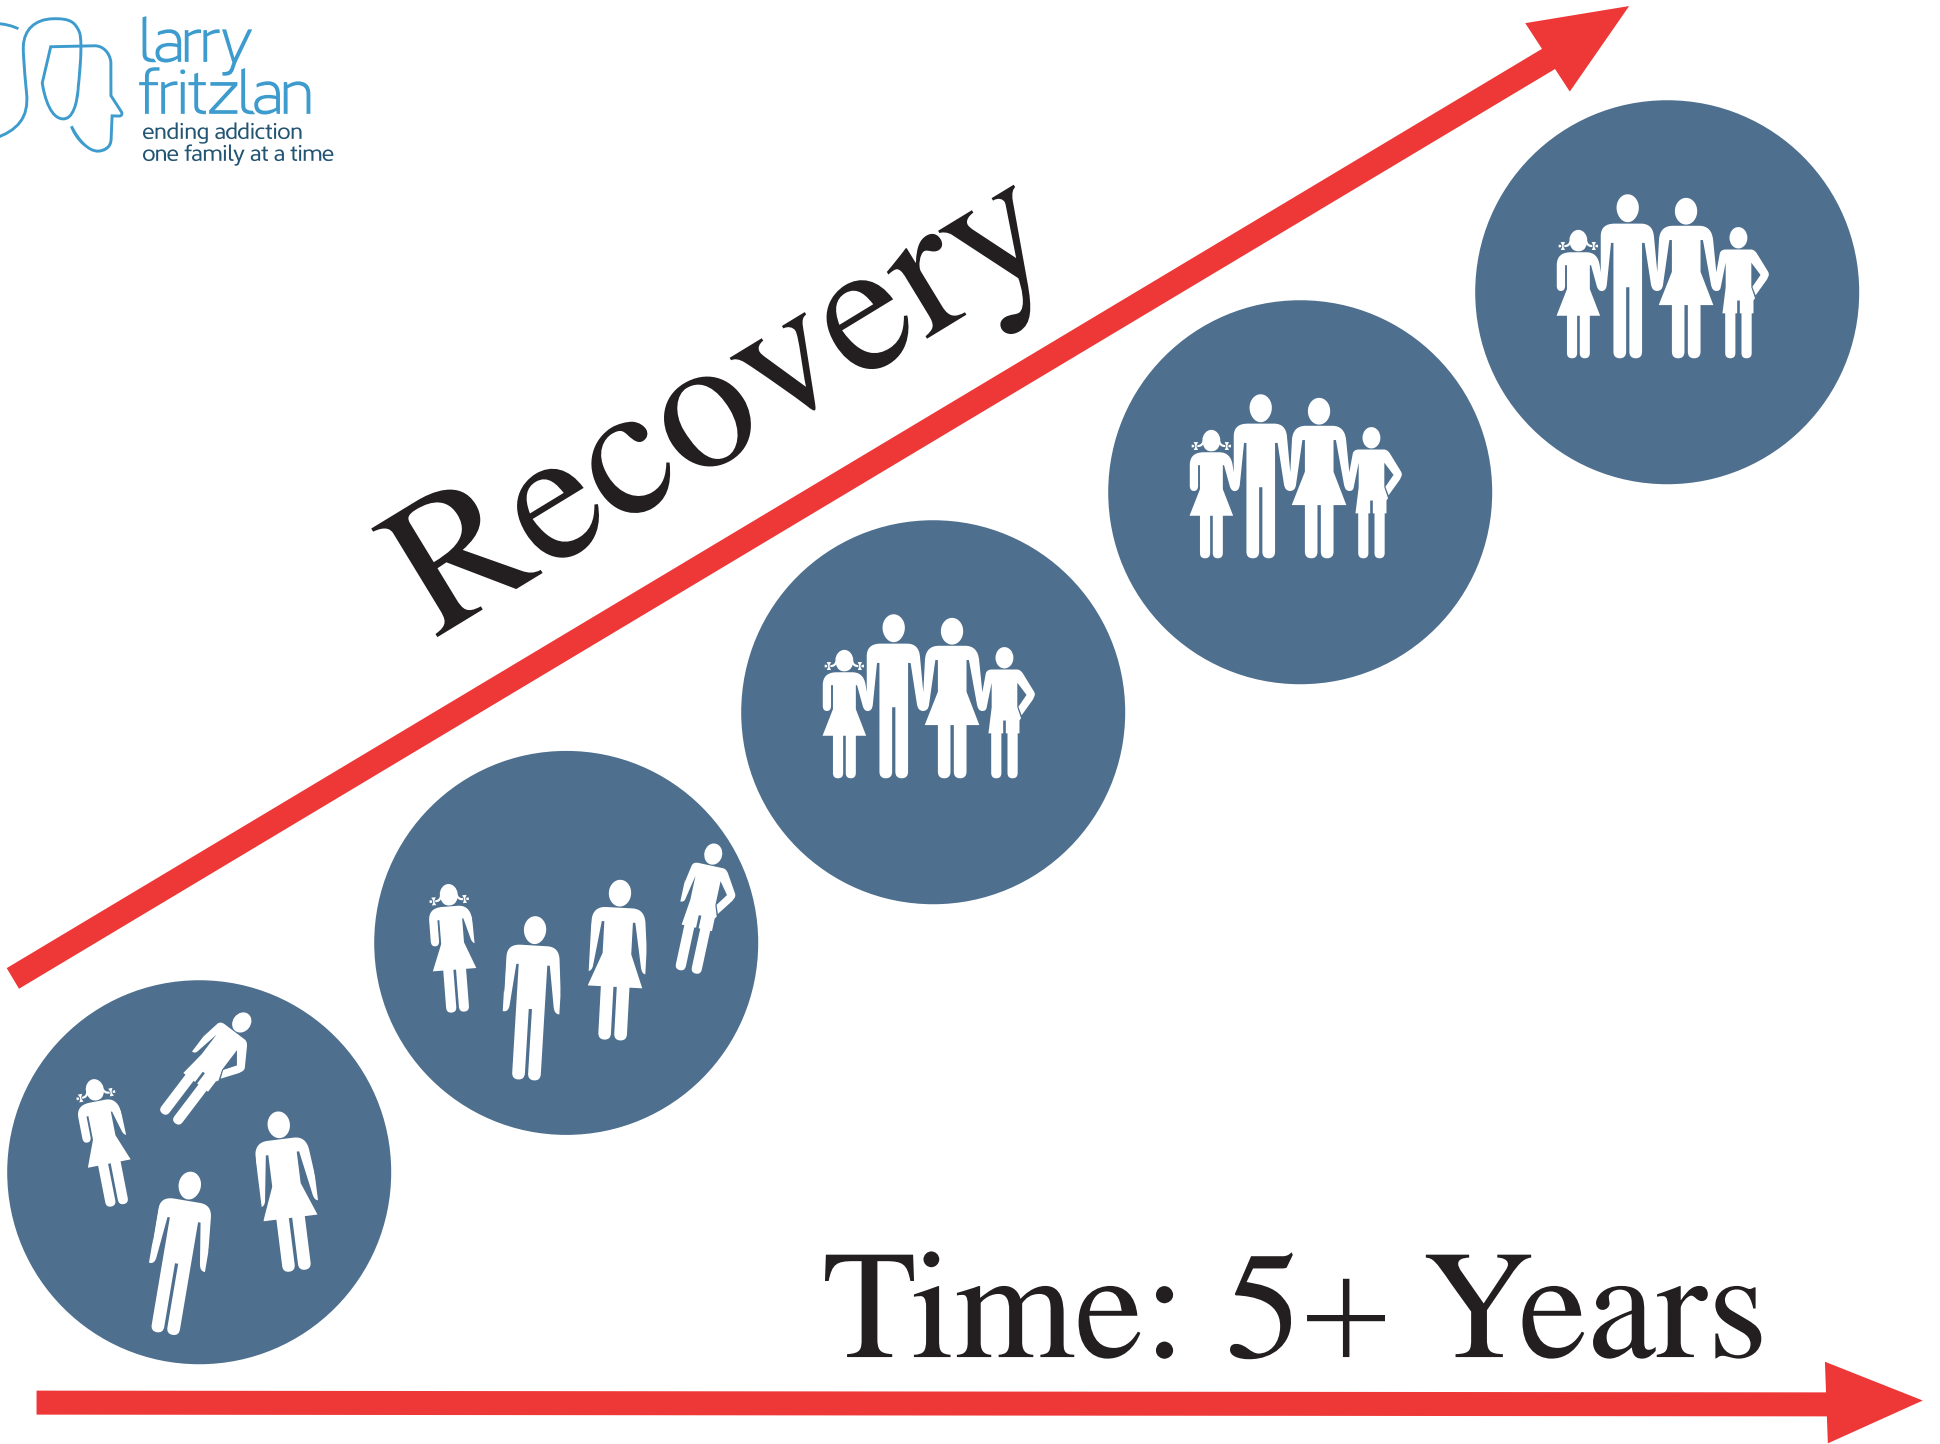 larry
fritzlan
ending addiction
one family at a time
Recovery
Time: 5+ Years